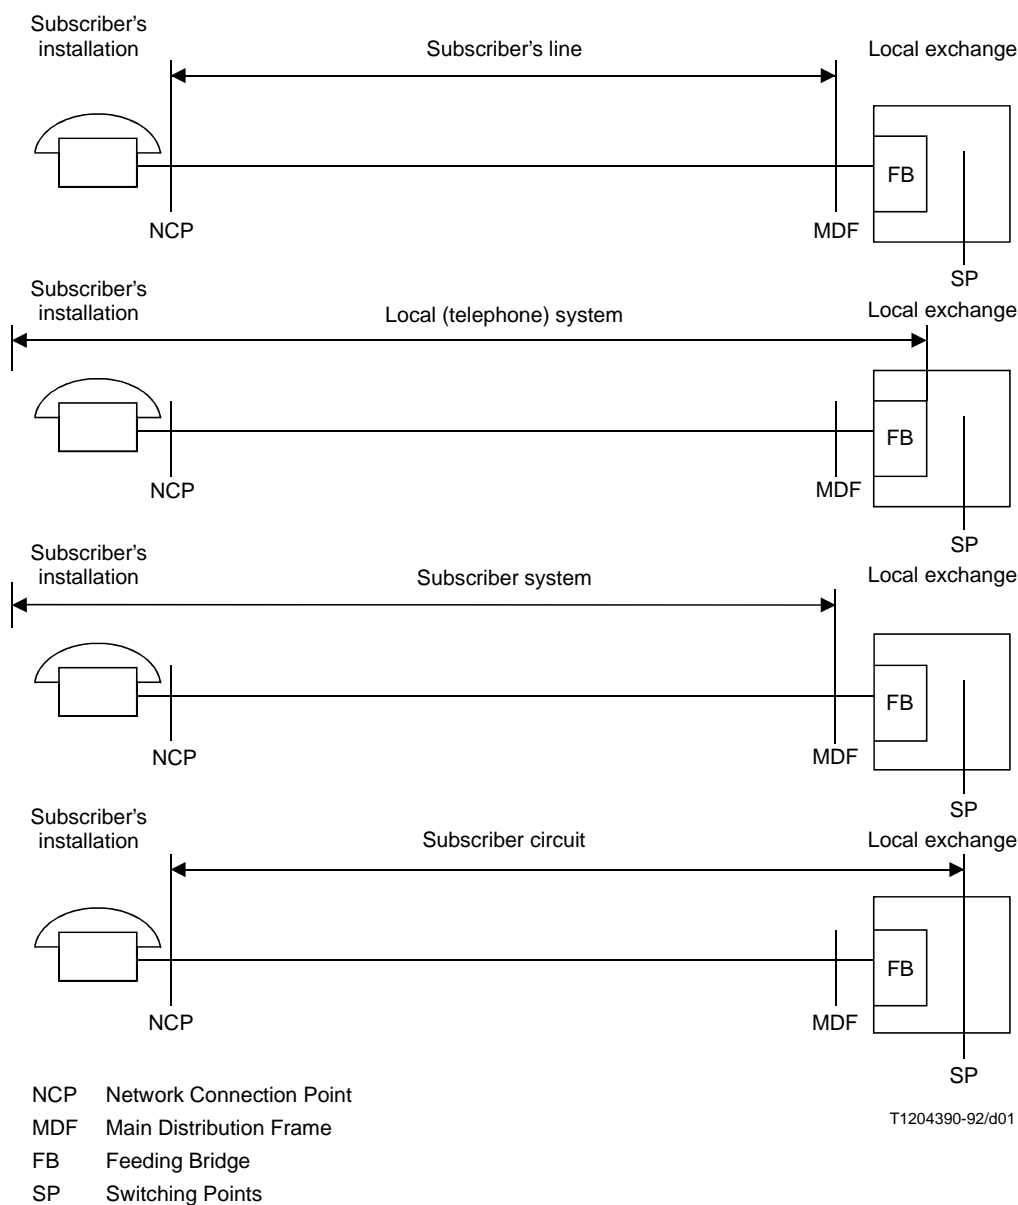 Subscriber’s
installation
Subscriber’s line
Local exchange
FB
NCP
MDF
SP
Subscriber’s
installation
Local (telephone) system
Local exchange
FB
NCP
MDF
SP
Subscriber’s
installation
Subscriber system
Local exchange
FB
NCP
MDF
SP
Subscriber’s
installation
Subscriber circuit
Local exchange
FB
NCP
MDF
SP
NCP Network Connection Point
MDF Main Distribution Frame
FB Feeding Bridge
SP Switching Points
T1204390-92/d01